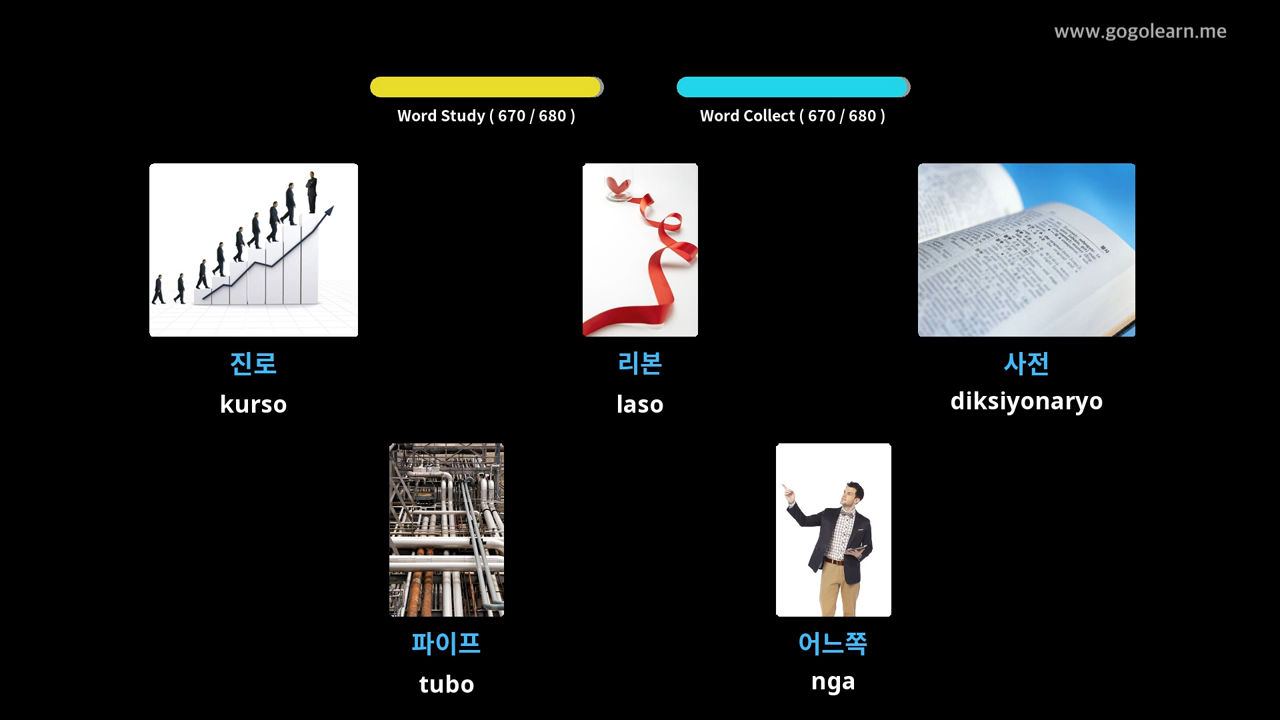 www.gogolearn.me
Word Study ( 670 / 680 )
Word Collect ( 670 / 680 )
진로
kurso
리본
laso
사전
diksiyonaryo
파이프
tubo
어느쪽
nga